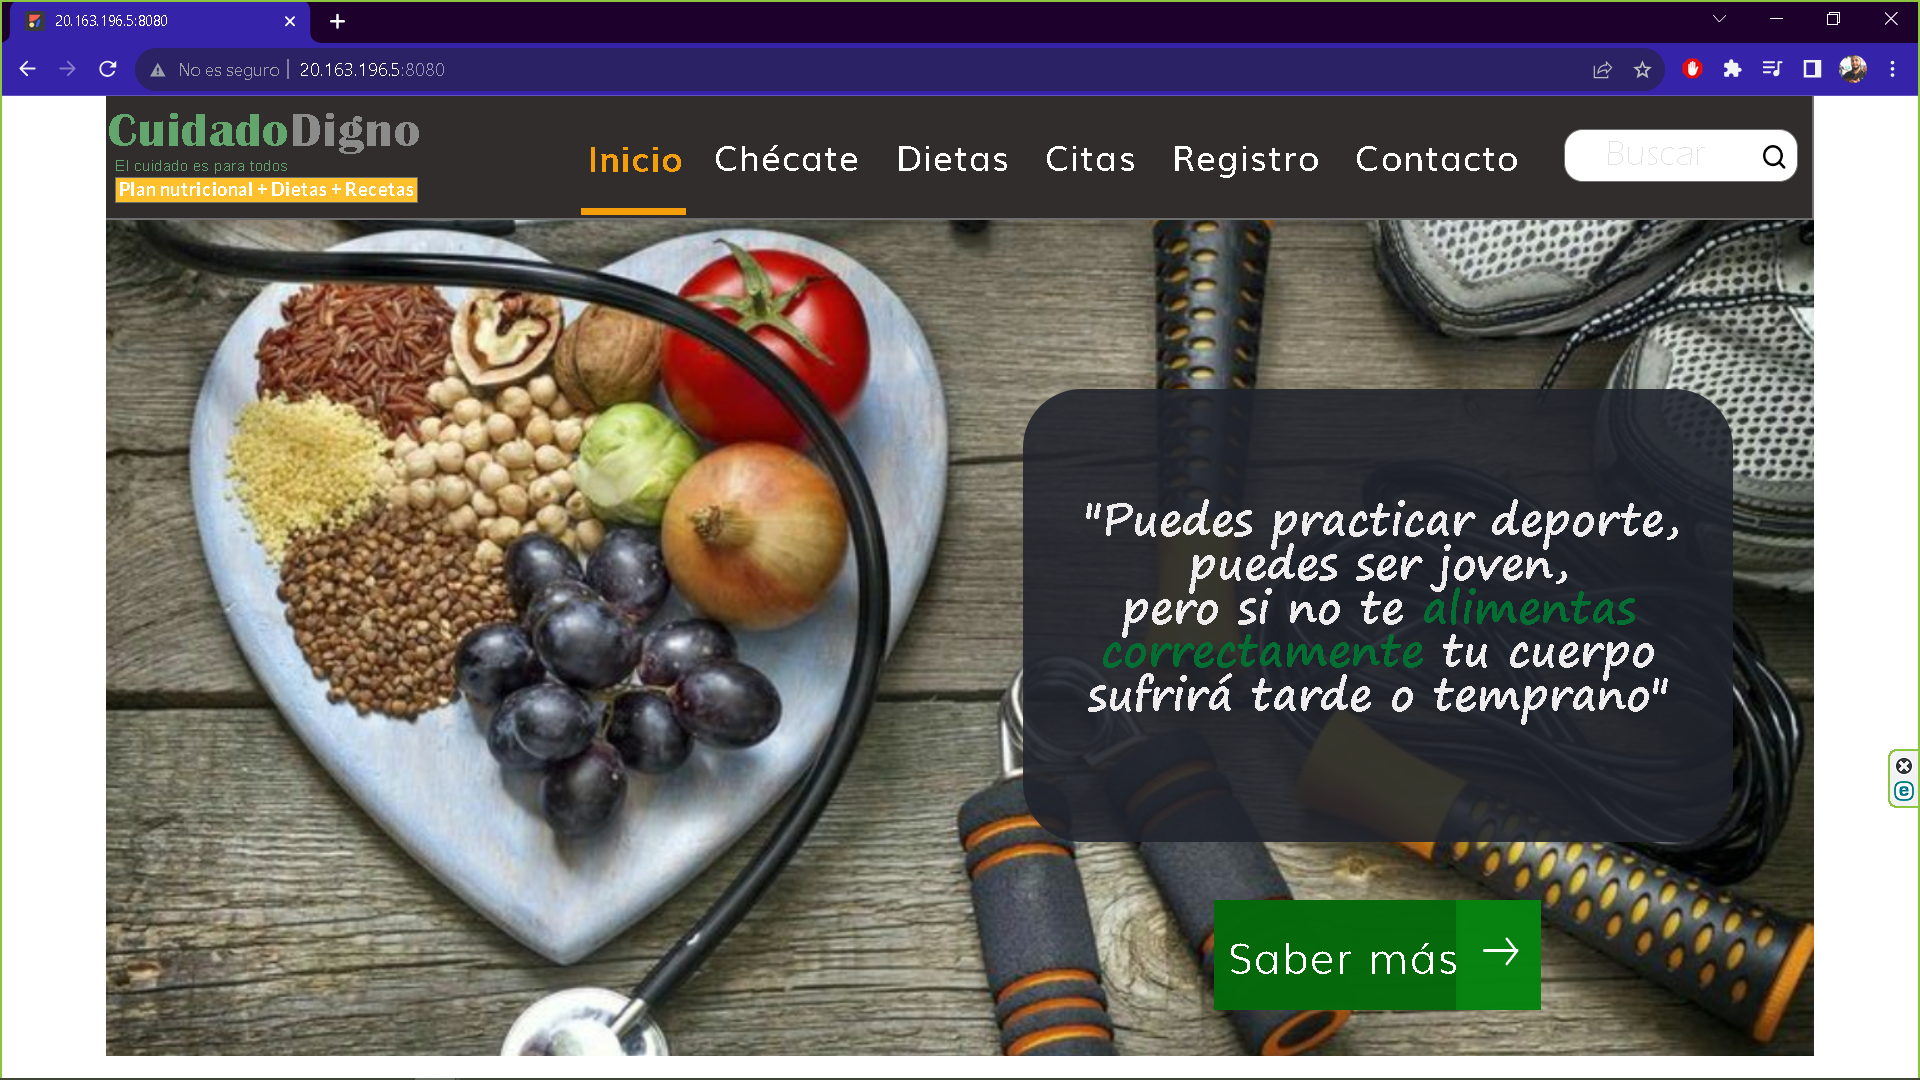 20.163.196.5:8080
No es seguro | 20.163.196.5:8080
CuidadoDigno
El cuidado es para todos
Plan nutricional + Dietas + Recetas
Inicio Chécate Dietas Citas Registro Contacto Buscar
"Puedes practicar deporte,
puedes ser joven,
pero si no te alimentas
correctamente tu cuerpo
sufrirá tarde o temprano"
Saber más →